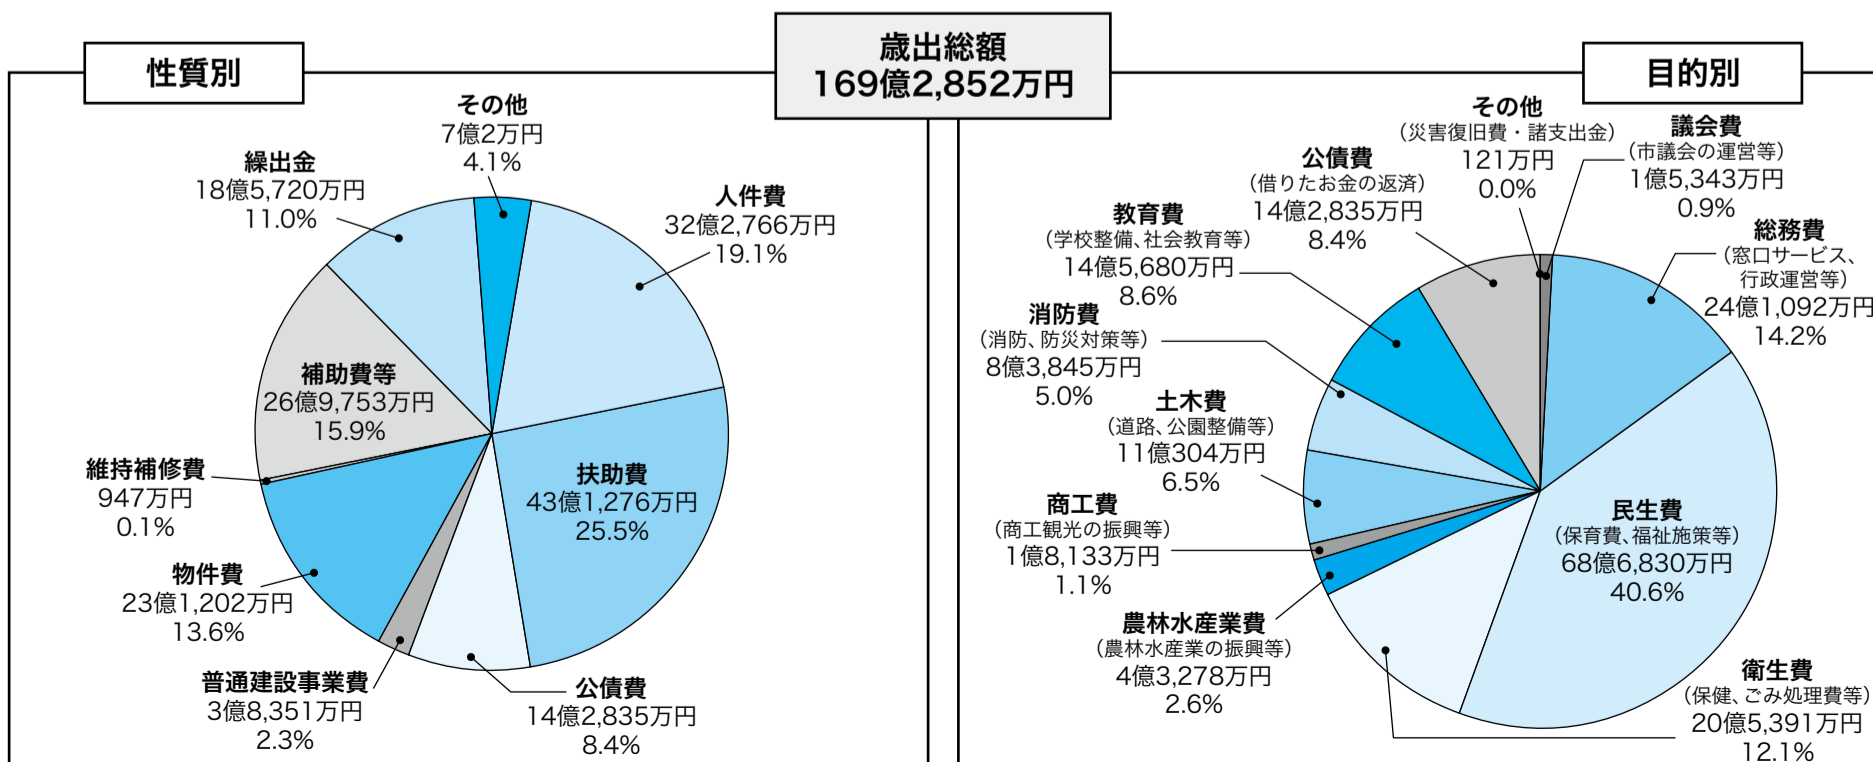 歳出総額
169億2,852万円
性質別
その他
7億2万円
4.1%
人件費
32億2,766万円
19.1%
扶助費
43億1,276万円
25.5%
公債費
14億2,835万円
8.4%
普通建設事業費
3億8,351万円
2.3%
物件費
23億1,202万円
13.6%
維持補修費
947万円
0.1%
補助費等
26億9,753万円
15.9%
繰出金
18億5,720万円
11.0%
目的別
その他
（災害復旧費・諸支出金）
121万円
0.0%
議会費
（市議会の運営等）
1億5,343万円
0.9%
総務費
（窓口サービス、
行政運営等）
24億1,092万円
14.2%
民生費
（保育費、福祉施策等）
68億6,830万円
40.6%
衛生費
（保健、ごみ処理費等）
20億5,391万円
12.1%
農林水産業費
（農林水産業の振興等）
4億3,278万円
2.6%
商工費
（商工観光の振興等）
1億8,133万円
1.1%
土木費
（道路、公園整備等）
11億304万円
6.5%
消防費
（消防、防災対策等）
8億3,845万円
5.0%
教育費
（学校整備、社会教育等）
14億5,680万円
8.6%
公債費
（借りたお金の返済）
14億2,835万円
8.4%